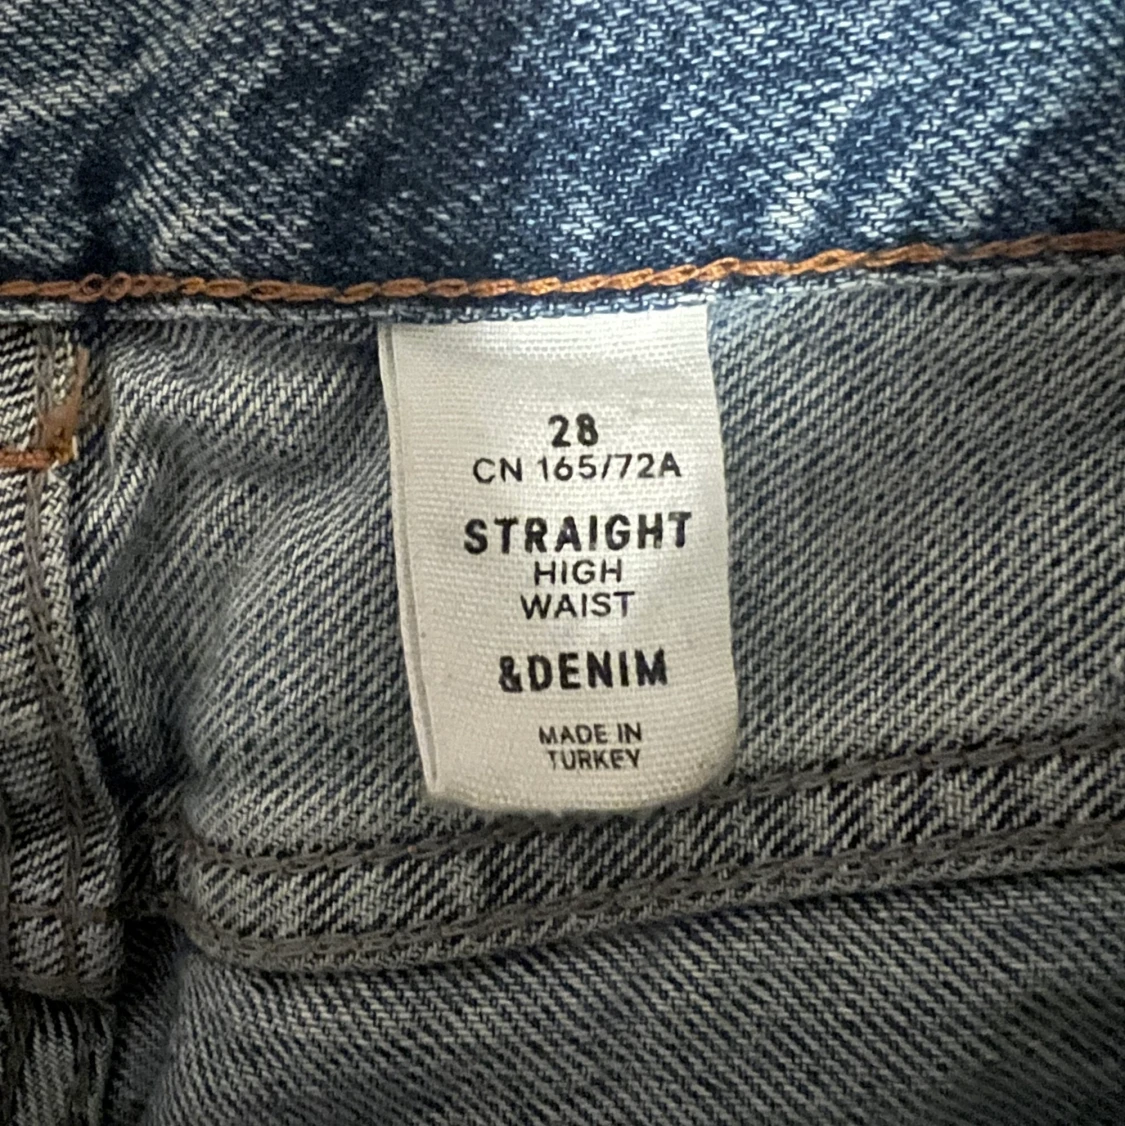 28
CN 165/72A
STRAIGHT
HIGH
WAIST
&DENIM
MADE IN
TURKEY